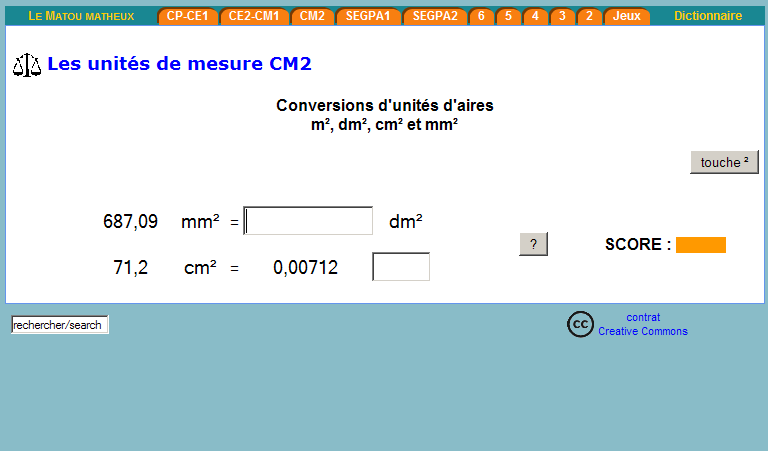 LE MATOU MATHEUX CP-CE1 CE2-CM1 CM2 SEGPA1 SEGPA2 6 5 4 3 2 Jeux Dictionnaire
Les unités de mesure CM2
Conversions d'unités d'aires
m², dm², cm² et mm²
touche ²
687,09 mm² = dm²
? SCORE :
71,2 cm² = 0,00712
rechercher/search
cc contrat
Creative Commons